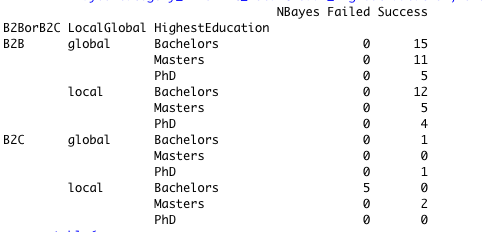 NBayes Failed Success
B2BorB2C LocalGlobal HighestEducation
B2B global Bachelors 0 15
Masters 0 11
PhD 0 5
local Bachelors 0 12
Masters 0 5
PhD 0 4
B2C global Bachelors 0 1
Masters 0 0
PhD 0 1
local Bachelors 5 0
Masters 0 2
PhD 0 0